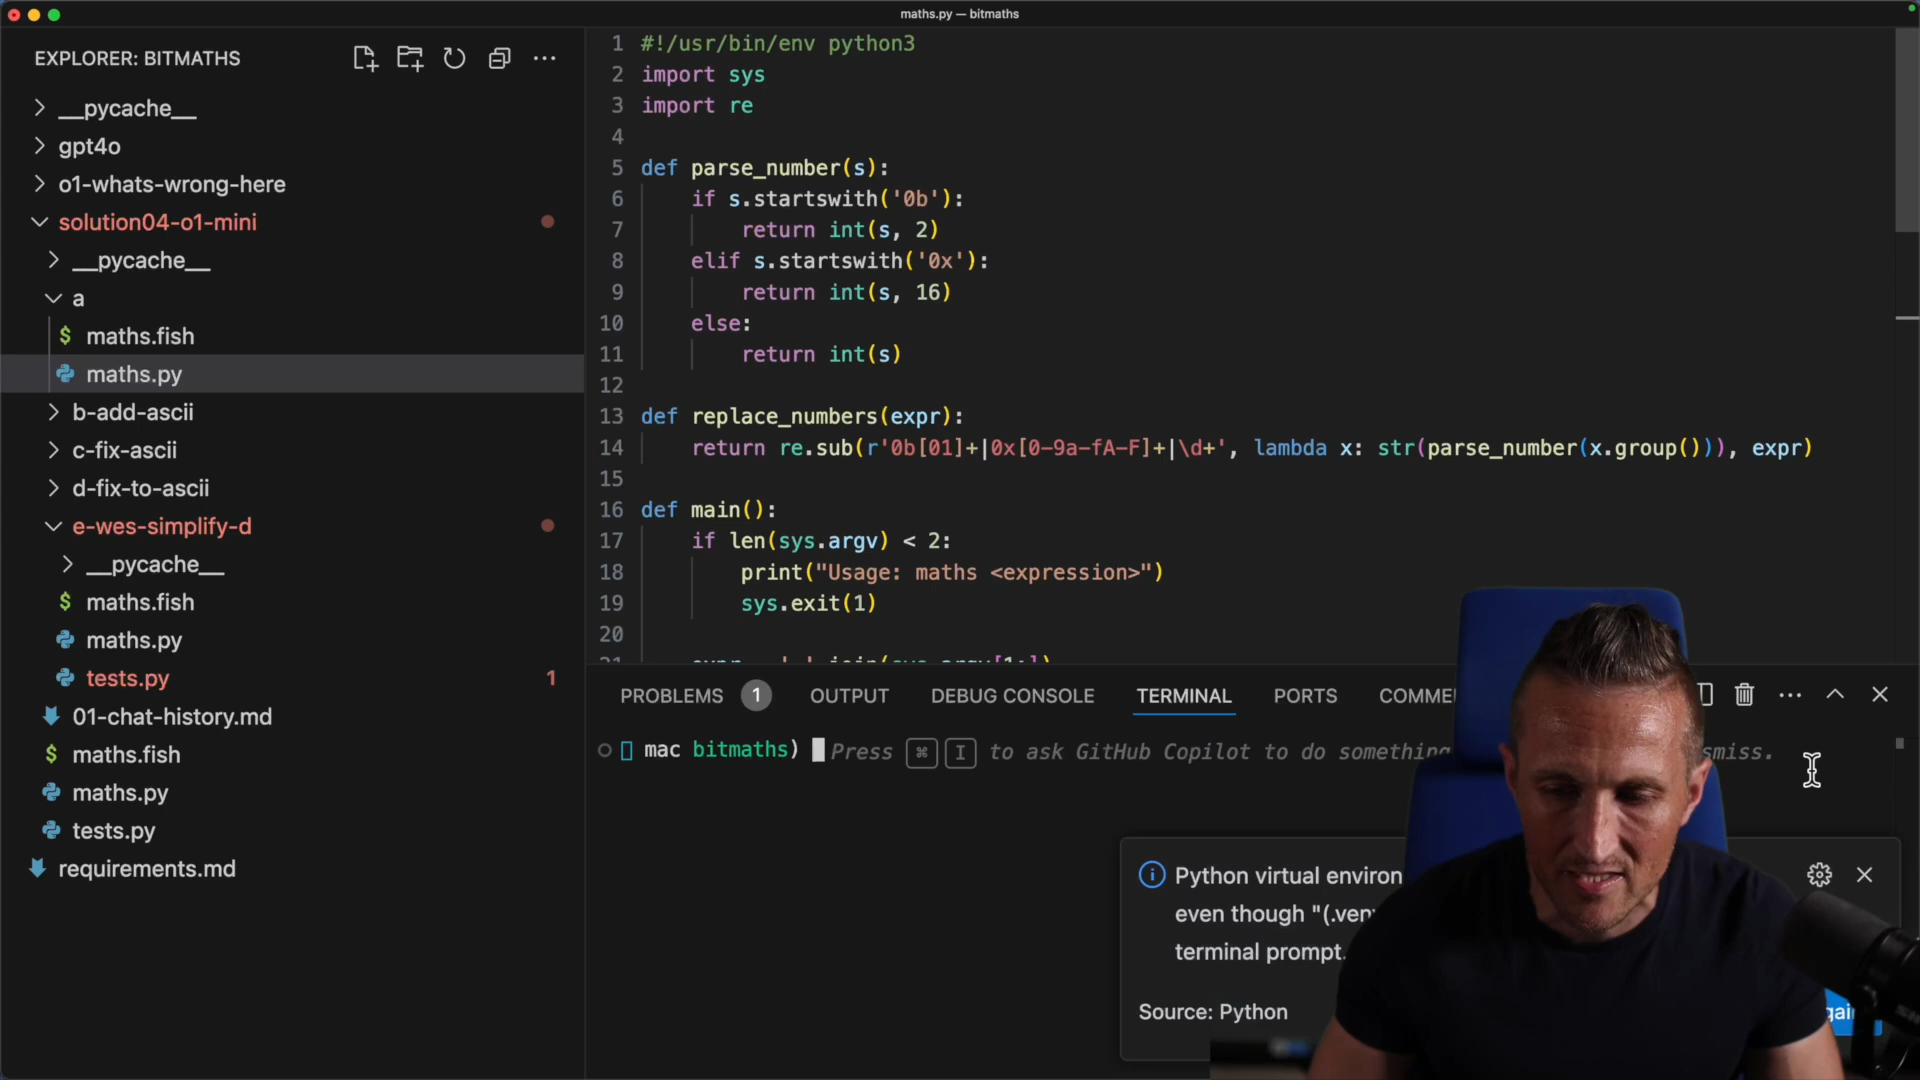 maths.py — bitmaths
EXPLORER: BITMATHS
__pycache__
gpt4o
o1-whats-wrong-here
solution04-o1-mini
__pycache__
a
maths.fish
maths.py
b-add-ascii
c-fix-ascii
d-fix-to-ascii
e-wes-simplify-d
__pycache__
maths.fish
maths.py
tests.py 1
01-chat-history.md
maths.fish
maths.py
tests.py
requirements.md
1 #!/usr/bin/env python3
2 import sys
3 import re
4
5 def parse_number(s):
6 if s.startswith('0b'):
7 return int(s, 2)
8 elif s.startswith('0x'):
9 return int(s, 16)
10 else:
11 return int(s)
12
13 def replace_numbers(expr):
14 return re.sub(r'0b[01]+|0x[0-9a-fA-F]+|\d+', lambda x: str(parse_number(x.group())), expr)
15
16 def main():
17 if len(sys.argv) < 2:
18 print("Usage: maths <expression>")
19 sys.exit(1)
20
PROBLEMS 1 OUTPUT DEBUG CONSOLE TERMINAL PORTS
mac bitmaths) Press ⌘ I to ask GitHub Copilot to do something
Python virtual
even though
terminal prompt.
Source: Python